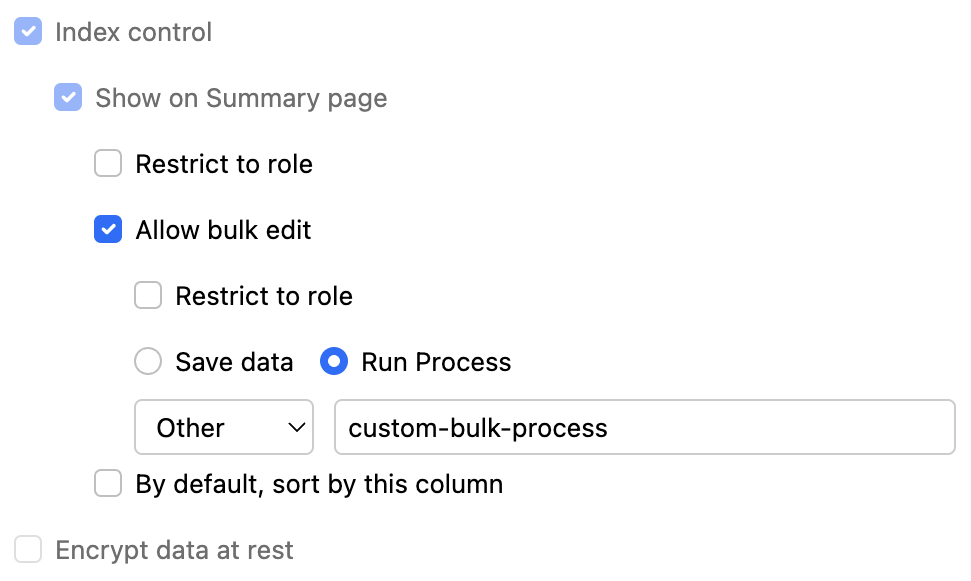 Index control
Show on Summary page
Restrict to role
Allow bulk edit
Restrict to role
Save data Run Process
Other custom-bulk-process
By default, sort by this column
Encrypt data at rest